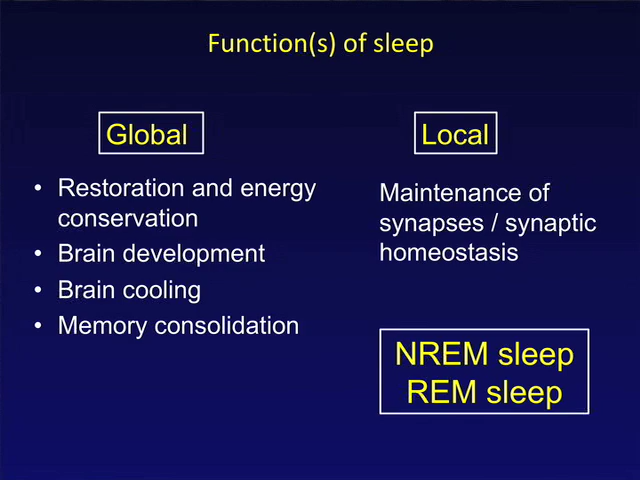 Function(s) of sleep
Global
• Restoration and energy
conservation
• Brain development
• Brain cooling
• Memory consolidation
Local
Maintenance of
synapses / synaptic
homeostasis
NREM sleep
REM sleep